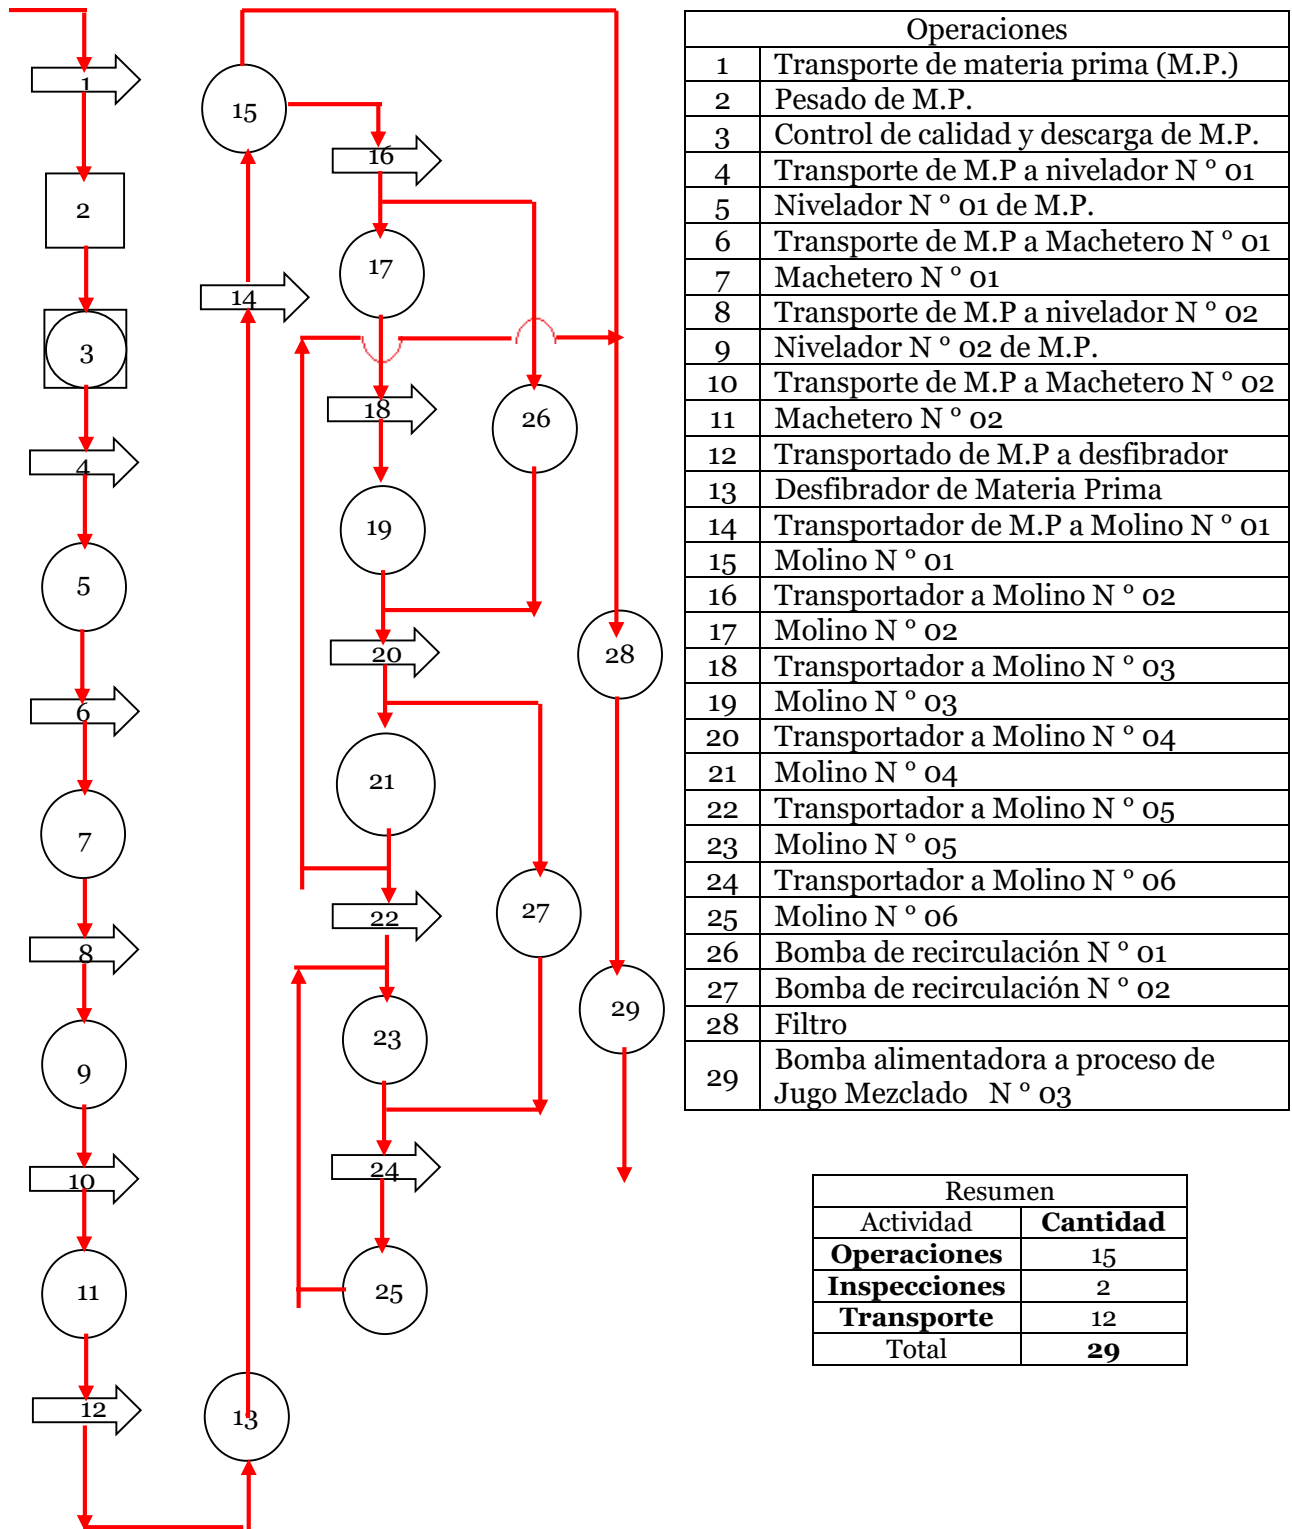 1
2
3
4
5
6
7
8
9
10
11
12
13
14
15
16
17
18
19
20
21
22
23
24
25
26
27
28
29
Operaciones
1 Transporte de materia prima (M.P.)
2 Pesado de M.P.
3 Control de calidad y descarga de M.P.
4 Transporte de M.P a nivelador N ° 01
5 Nivelador N ° 01 de M.P.
6 Transporte de M.P a Machetero N ° 01
7 Machetero N ° 01
8 Transporte de M.P a nivelador N ° 02
9 Nivelador N ° 02 de M.P.
10 Transporte de M.P a Machetero N ° 02
11 Machetero N ° 02
12 Transportado de M.P a desfibrador
13 Desfibrador de Materia Prima
14 Transportador de M.P a Molino N ° 01
15 Molino N ° 01
16 Transportador a Molino N ° 02
17 Molino N ° 02
18 Transportador a Molino N ° 03
19 Molino N ° 03
20 Transportador a Molino N ° 04
21 Molino N ° 04
22 Transportador a Molino N ° 05
23 Molino N ° 05
24 Transportador a Molino N ° 06
25 Molino N ° 06
26 Bomba de recirculación N ° 01
27 Bomba de recirculación N ° 02
28 Filtro
29 Bomba alimentadora a proceso de
Jugo Mezclado N ° 03
Resumen
Actividad Cantidad
Operaciones 15
Inspecciones 2
Transporte 12
Total 29